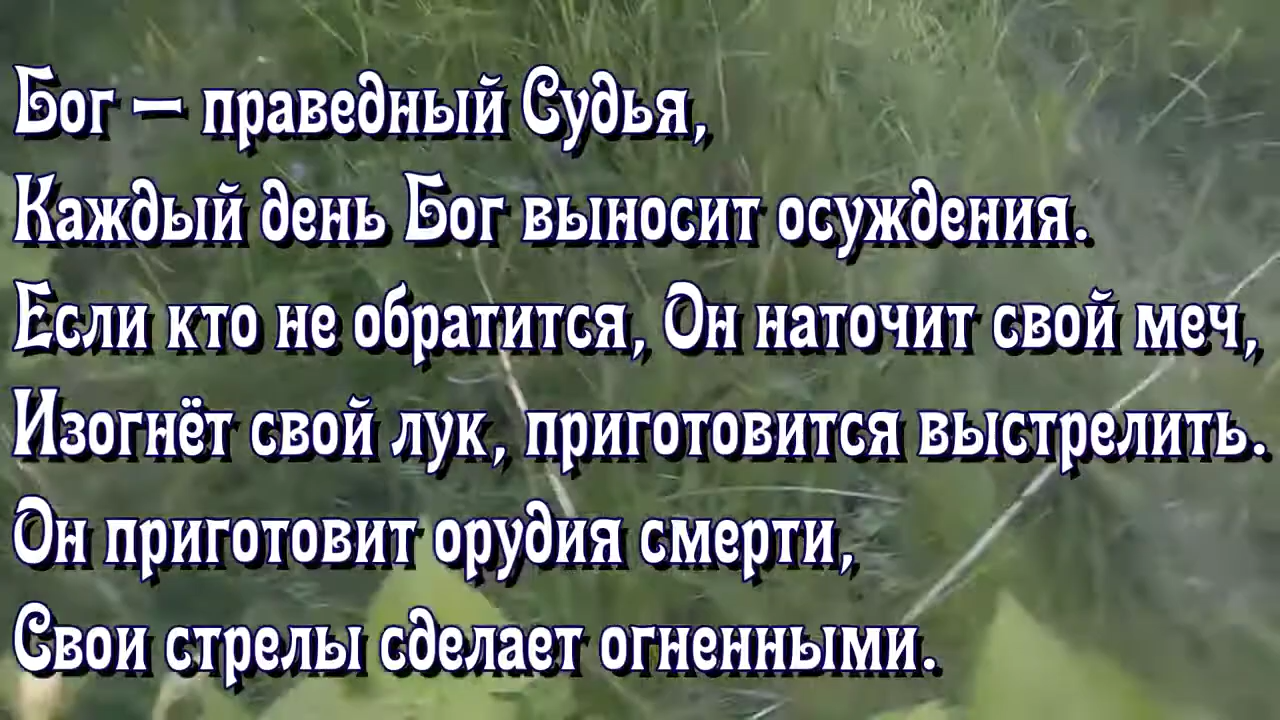 Бог — праведный Судья,
Каждый день Бог выносит осуждения.
Если кто не обратится, Он наточит свой меч,
Изогнёт свой лук, приготовится выстрелить.
Он приготовит орудия смерти,
Свои стрелы сделает огненными.